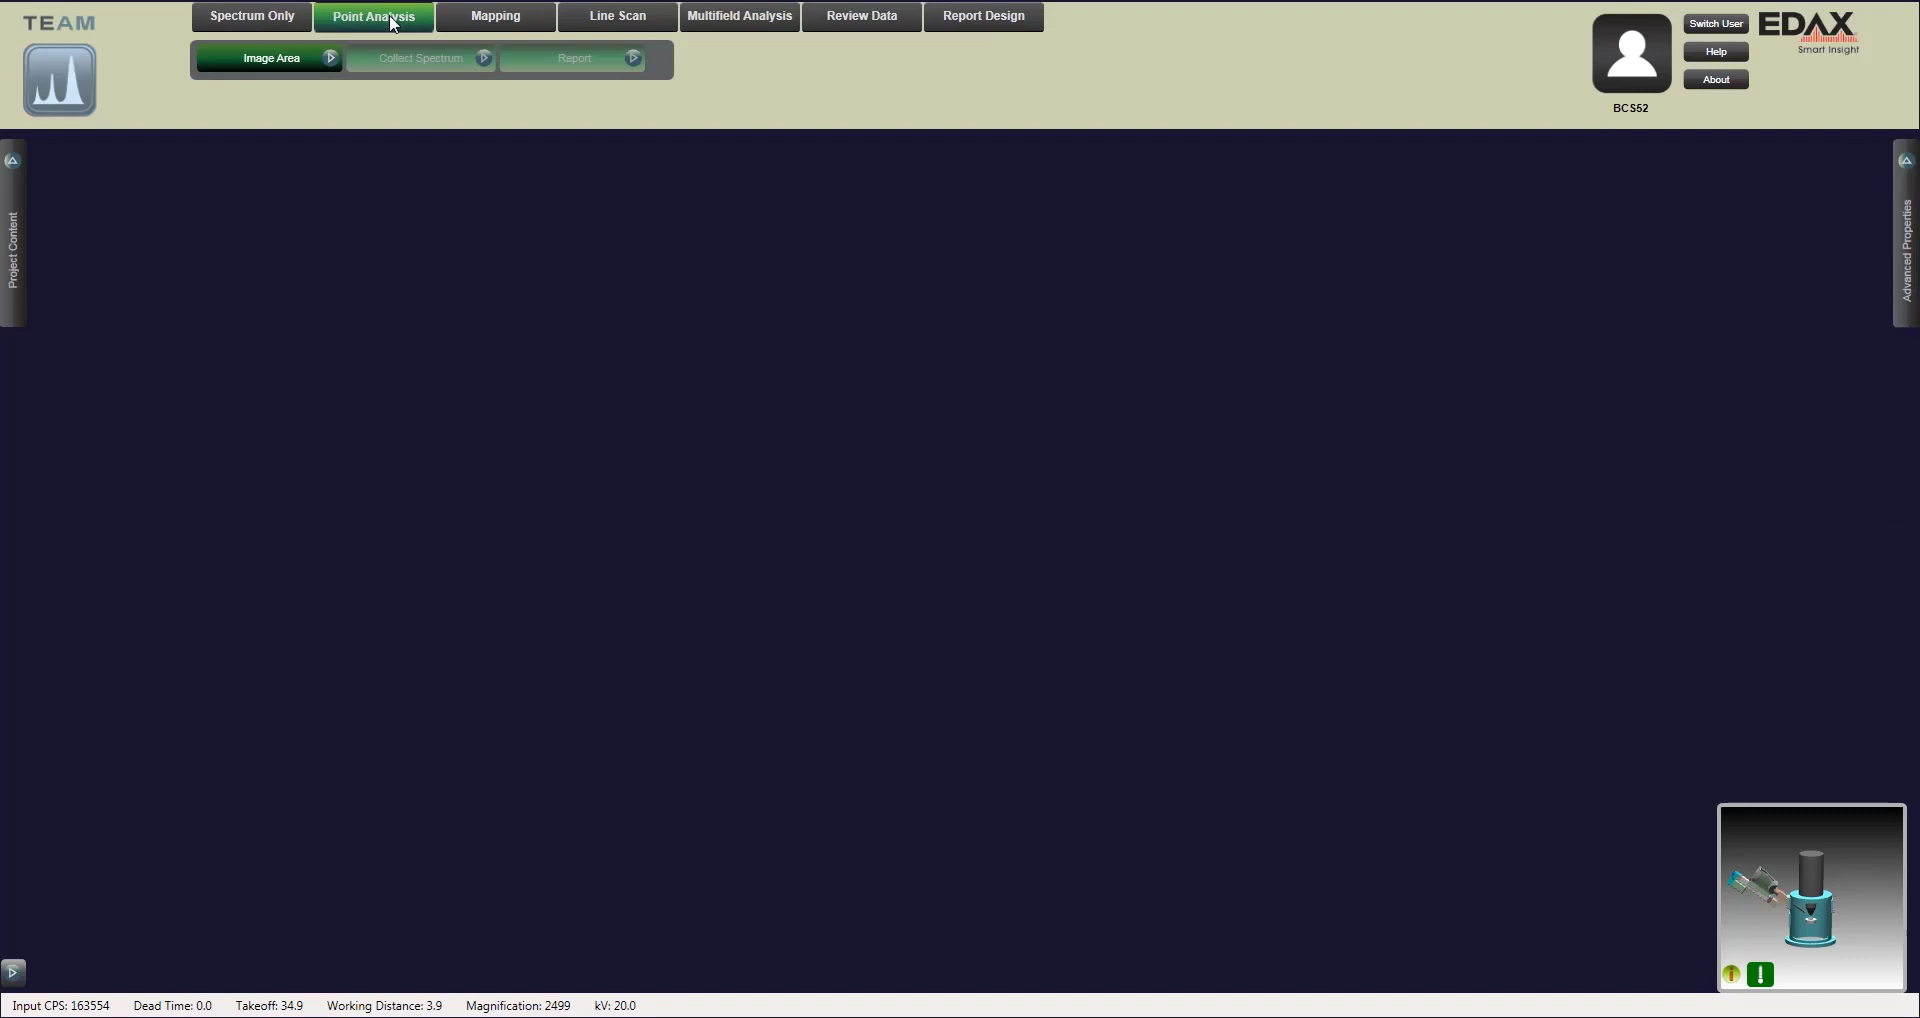 TEAM
Spectrum Only Point Analysis Mapping Line Scan Multifield Analysis Review Data Report Design
Image Area Collect Spectrum Report
Switch User
Help
About
BCS52
EDAX
Smart Insight
Project Content
Advanced Properties
Input CPS: 163554 Dead Time: 0.0 Takeoff: 34.9 Working Distance: 3.9 Magnification: 2499 kV: 20.0